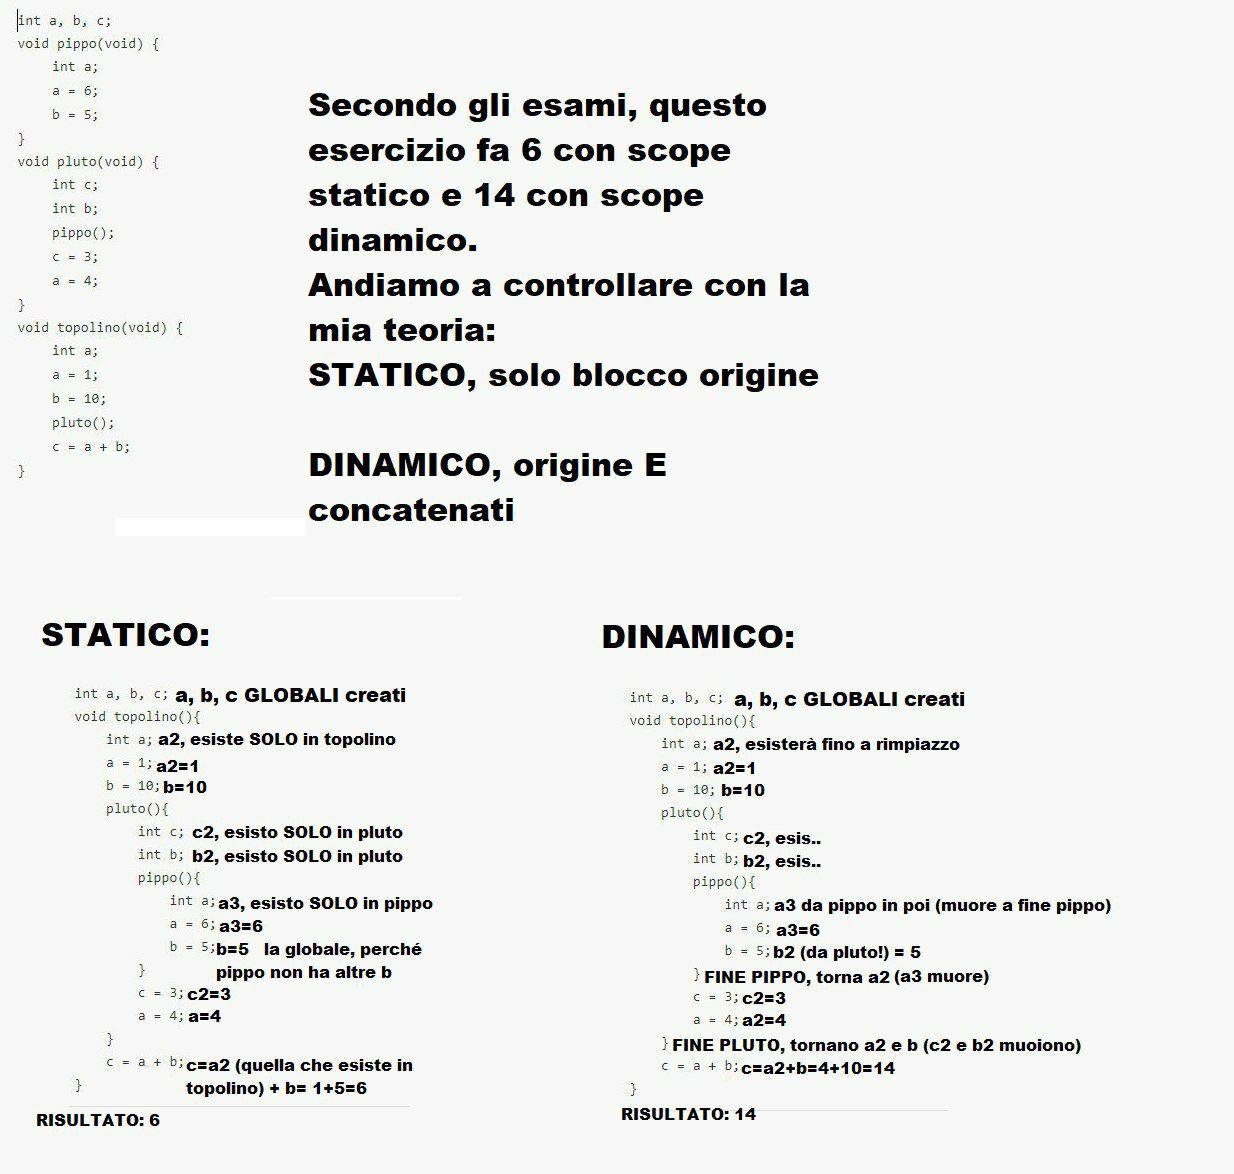 int a, b, c;
void pippo(void) {
int a;
a = 6;
b = 5;
}
void pluto(void) {
int c;
int b;
pippo();
c = 3;
a = 4;
}
void topolino(void) {
int a;
a = 1;
b = 10;
pluto();
c = a + b;
}
Secondo gli esami, questo
esercizio fa 6 con scope
statico e 14 con scope
dinamico.
Andiamo a controllare con la
mia teoria:
STATICO, solo blocco origine
DINAMICO, origine E
concatenati
STATICO:
int a, b, c; a, b, c GLOBALI creati
void topolino(){
int a; a2, esiste SOLO in topolino
a = 1; a2=1
b = 10; b=10
pluto(){
int c; c2, esisto SOLO in pluto
int b; b2, esisto SOLO in pluto
pippo(){
int a; a3, esisto SOLO in pippo
a = 6; a3=6
b = 5; b=5 la globale, perché
} pippo non ha altre b
c = 3; c2=3
a = 4; a=4
}
c = a + b; c=a2 (quella che esiste in
} topolino) + b= 1+5=6
RISULTATO: 6
DINAMICO:
int a, b, c; a, b, c GLOBALI creati
void topolino(){
int a; a2, esisterà fino a rimpiazzo
a = 1; a2=1
b = 10; b=10
pluto(){
int c; c2, esis..
int b; b2, esis..
pippo(){
int a; a3 da pippo in poi (muore a fine pippo)
a = 6; a3=6
b = 5; b2 (da pluto!) = 5
} FINE PIPPO, torna a2 (a3 muore)
c = 3; c2=3
a = 4; a2=4
} FINE PLUTO, tornano a2 e b (c2 e b2 muoiono)
c = a + b; c=a2+b=4+10=14
}
RISULTATO: 14